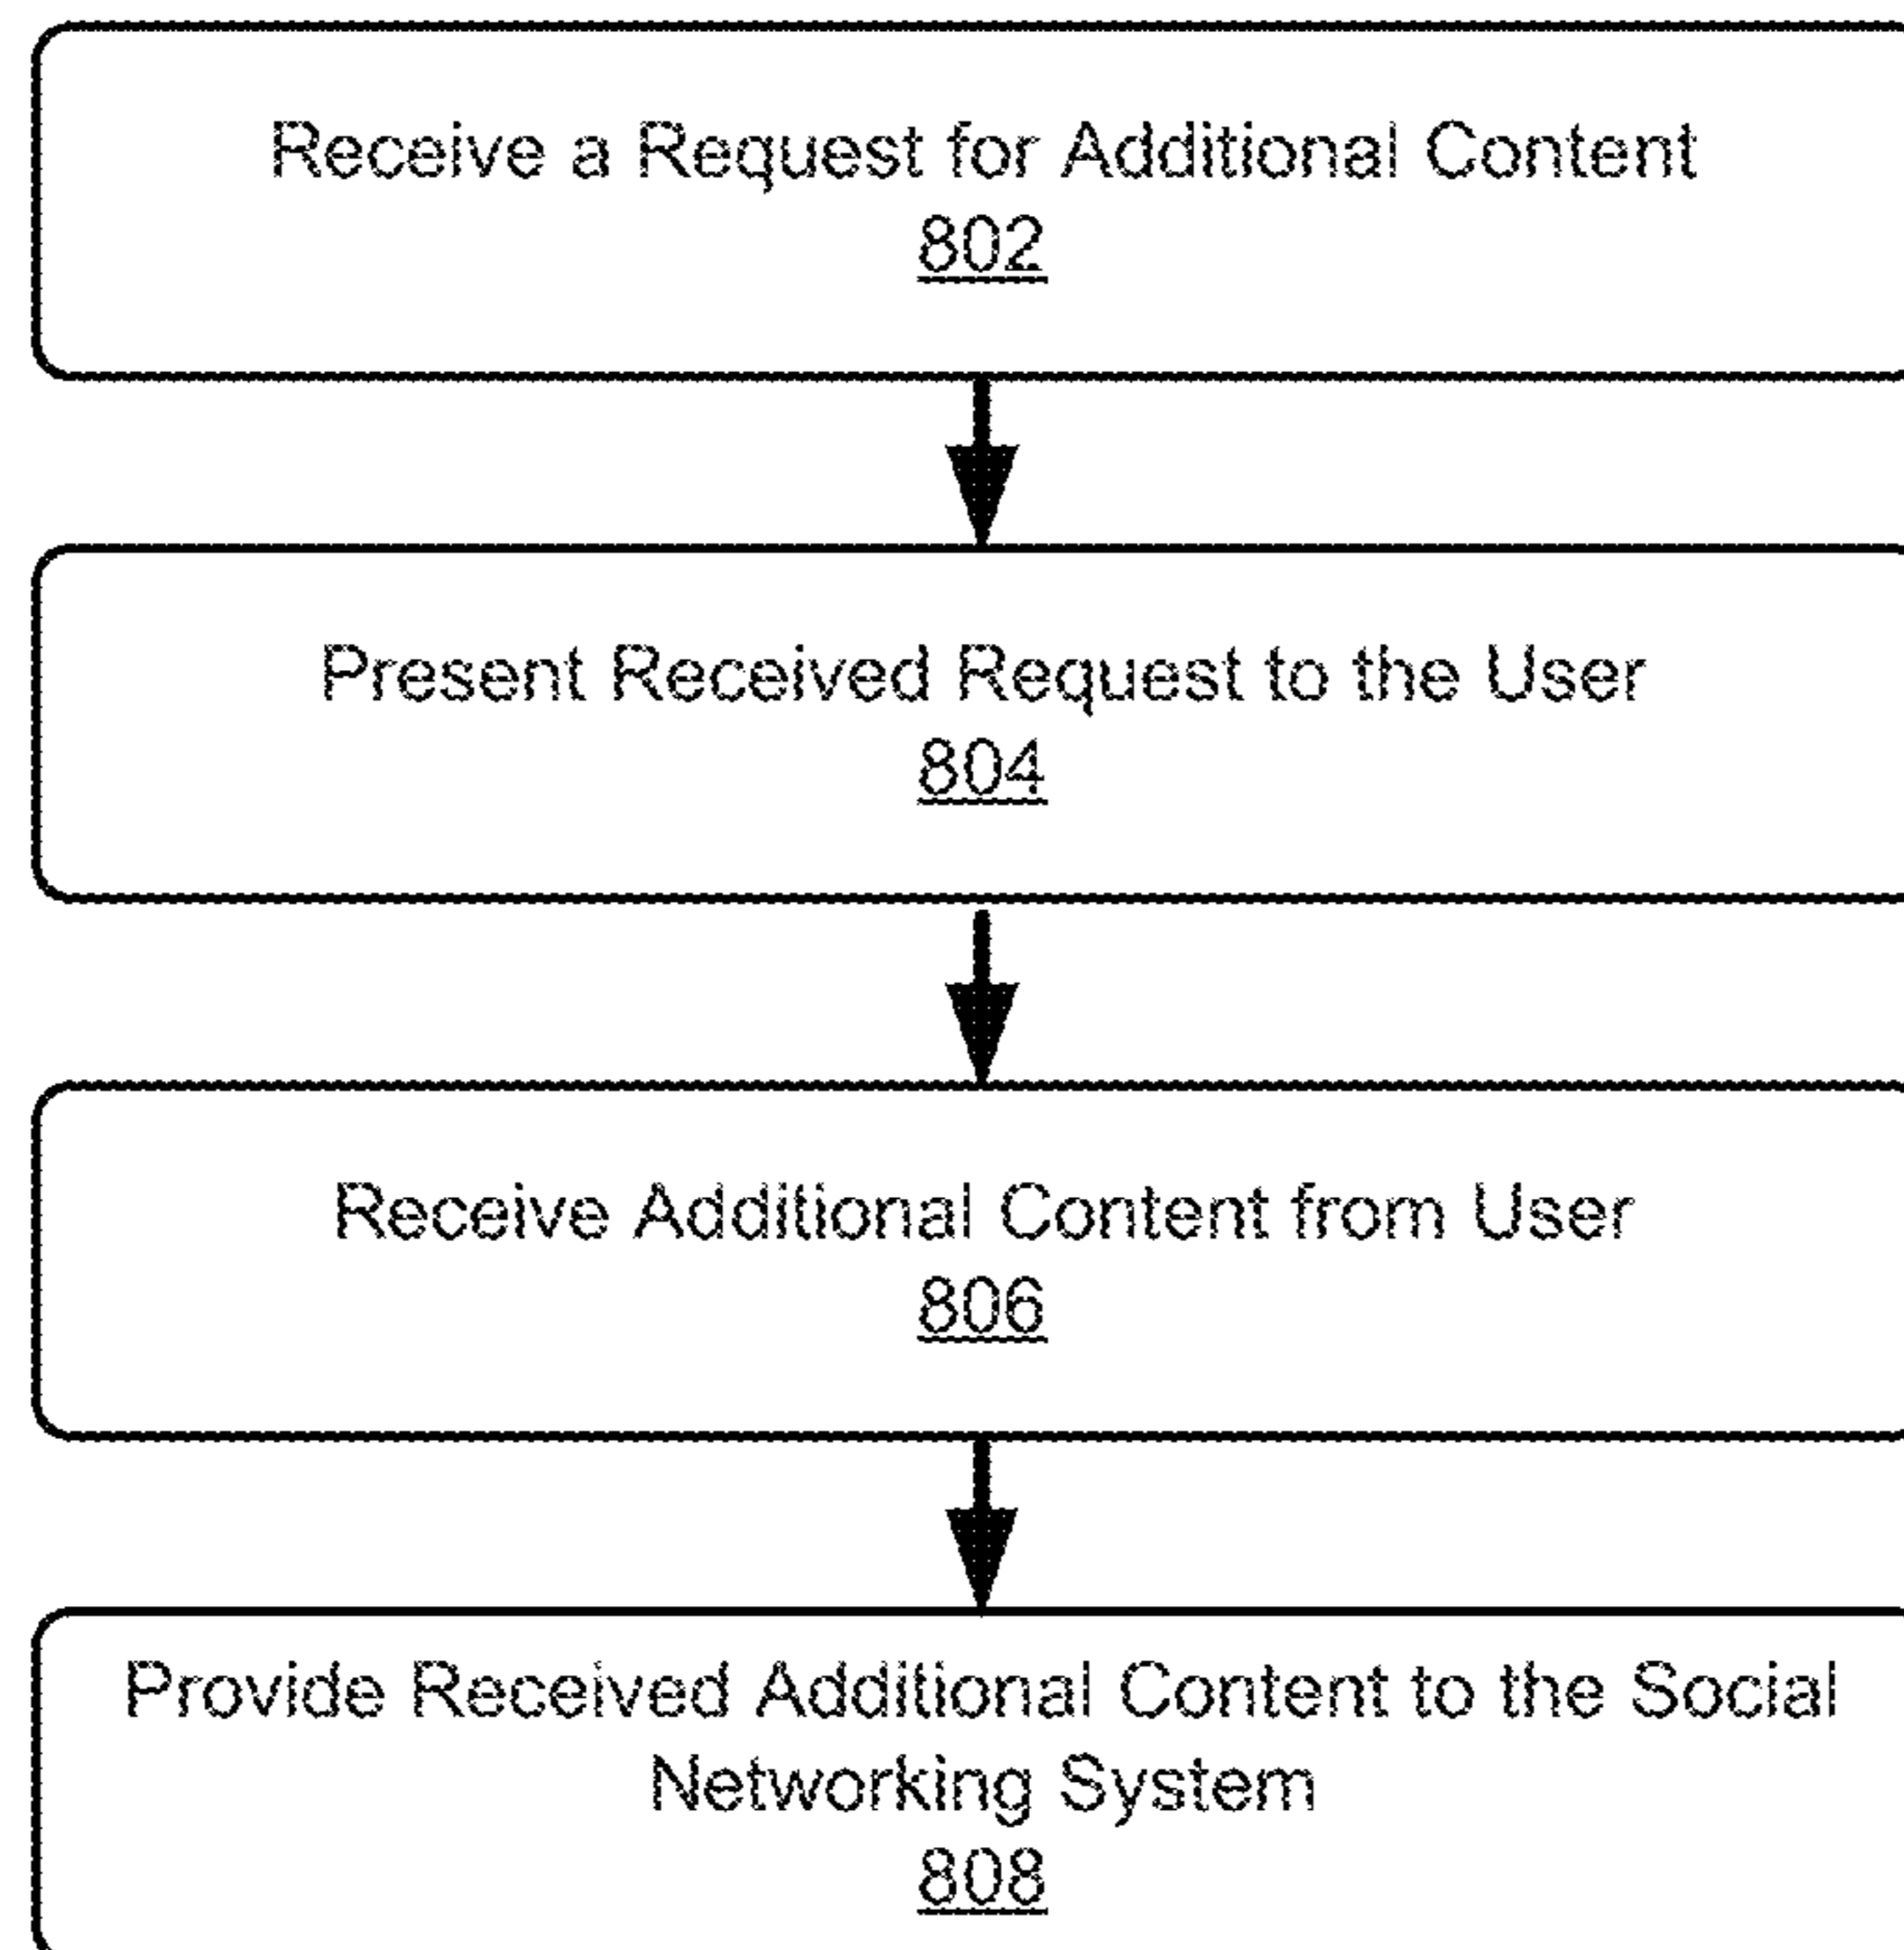 Receive a Request for Additional Content
802
Present Received Request to the User
804
Receive Additional Content from User
806
Provide Received Additional Content to the Social
Networking System
808